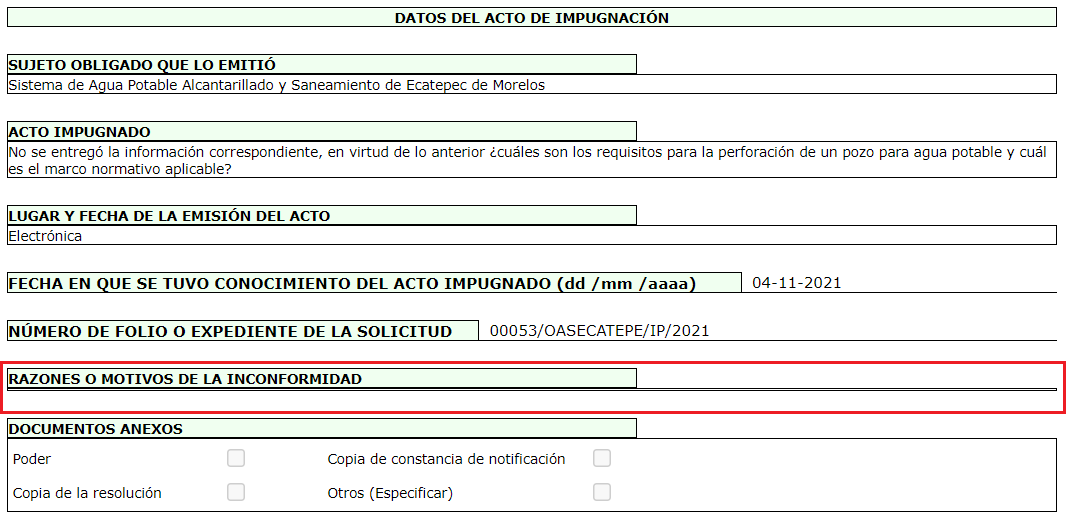 DATOS DEL ACTO DE IMPUGNACIÓN
SUJETO OBLIGADO QUE LO EMITIÓ
Sistema de Agua Potable Alcantarillado y Saneamiento de Ecatepec de Morelos
ACTO IMPUGNADO
No se entregó la información correspondiente, en virtud de lo anterior ¿cuáles son los requisitos para la perforación de un pozo para agua potable y cuál
es el marco normativo aplicable?
LUGAR Y FECHA DE LA EMISIÓN DEL ACTO
Electrónica
FECHA EN QUE SE TUVO CONOCIMIENTO DEL ACTO IMPUGNADO (dd /mm /aaaa) 04-11-2021
NÚMERO DE FOLIO O EXPEDIENTE DE LA SOLICITUD 00053/OASECATEPE/IP/2021
RAZONES O MOTIVOS DE LA INCONFORMIDAD
DOCUMENTOS ANEXOS
Poder Copia de constancia de notificación
Copia de la resolución Otros (Especificar)